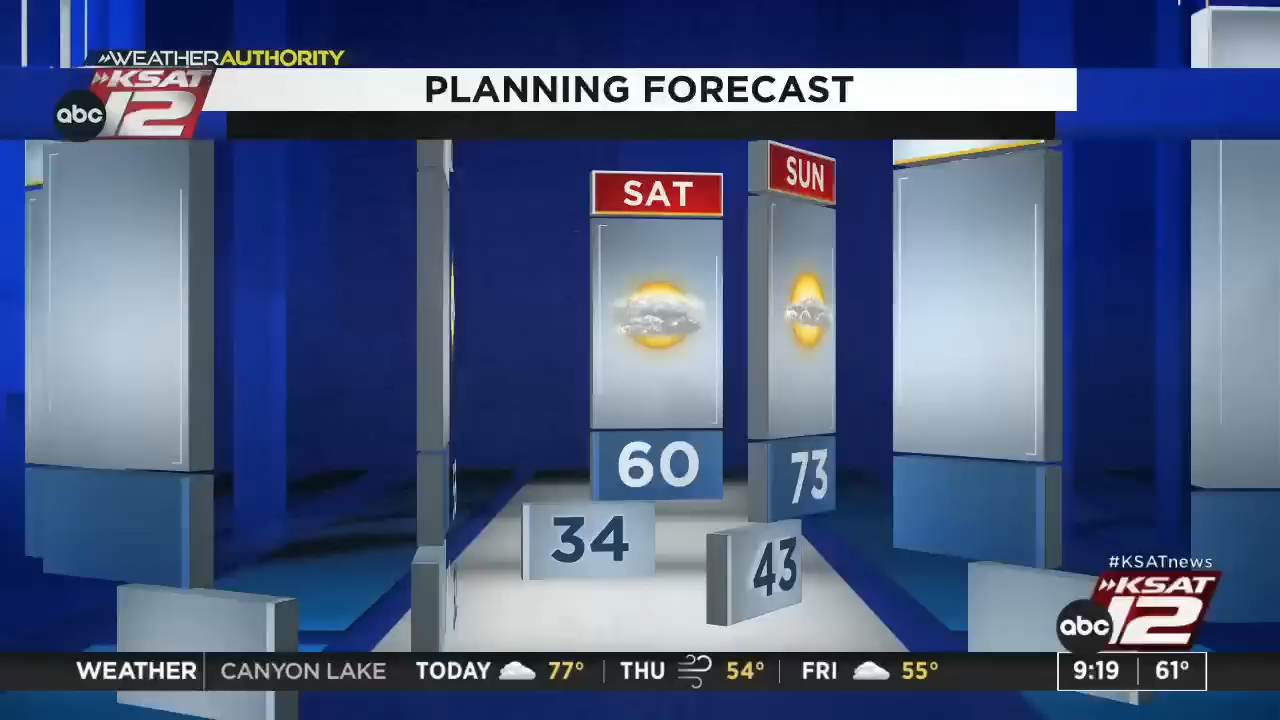 WEATHERAUTHORITY
KSAT
abc 12
PLANNING FORECAST
SAT
SUN
60
73
34
43
#KSATnews
KSAT
abc 12
WEATHER CANYON LAKE TODAY 77° THU 54° FRI 55° 9:19 61°